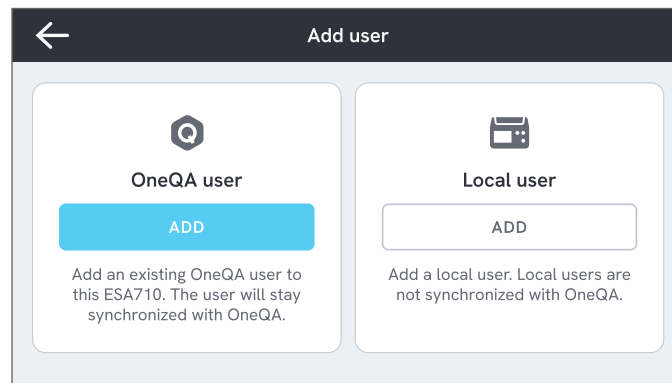 Add user
OneQA user
ADD
Add an existing OneQA user to
this ESA710. The user will stay
synchronized with OneQA.
Local user
ADD
Add a local user. Local users are
not synchronized with OneQA.